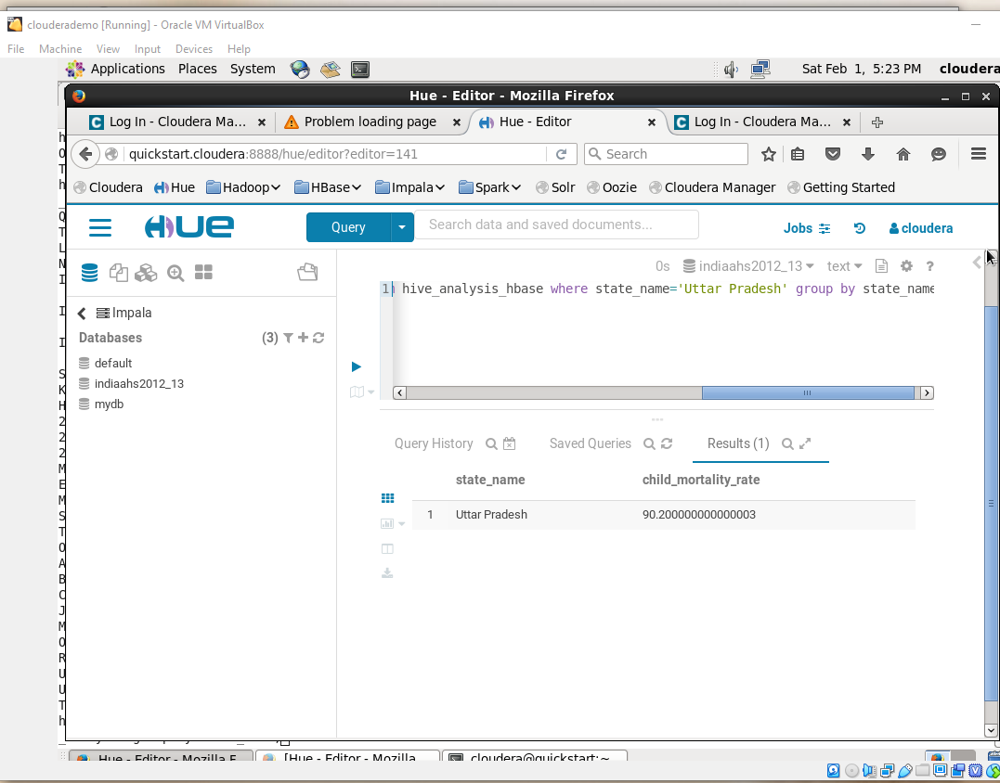 clouderademo [Running] - Oracle VM VirtualBox
File Machine View Input Devices Help
Applications Places System Sat Feb 1, 5:23 PM cloudera
Hue - Editor - Mozilla Firefox
Log In - Cloudera Ma... Problem loading page Hue - Editor Log In - Cloudera Ma...
quickstart.cloudera:8888/hue/editor?editor=141 Search
Cloudera Hue Hadoop HBase Impala Spark Solr Oozie Cloudera Manager Getting Started
HUE Query Search data and saved documents... Jobs cloudera
0s indiaahs2012_13 text ?
1 hive_analysis_hbase where state_name='Uttar Pradesh' group by state_name
Impala
Databases (3)
default
indiaahs2012_13
mydb
Query History Saved Queries Results (1)
state_name child_mortality_rate
1 Uttar Pradesh 90.200000000000003
Hue - Editor - Mozilla F [Hue - Editor - Mozilla cloudera@quickstart:~